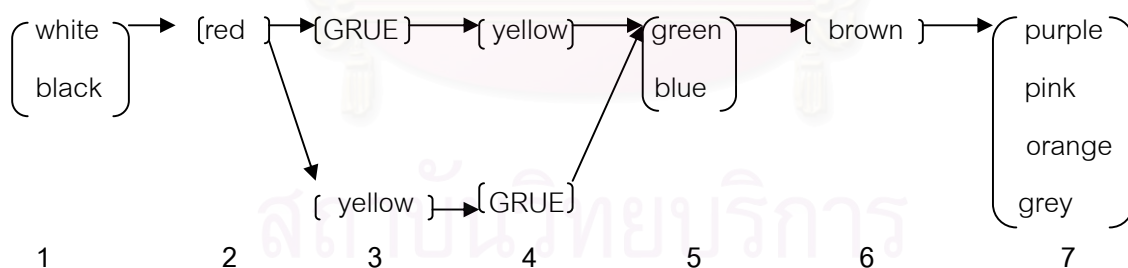 white [red] [GRUE] [yellow] green [brown] purple
black blue pink
orange
[yellow] [GRUE] grey
สถาบันวิทยบริการ
1 2 3 4 5 6 7